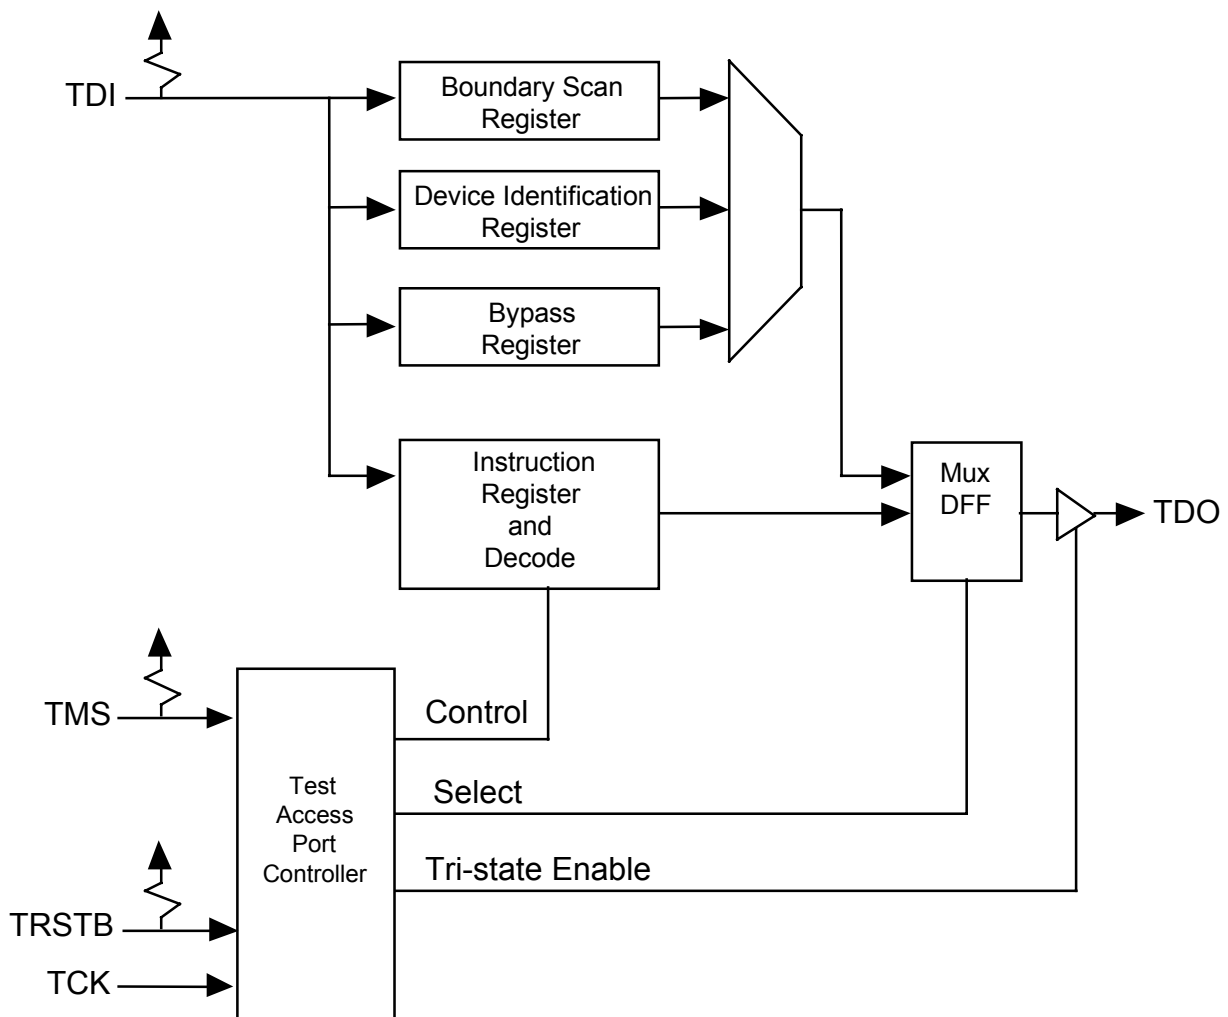 TDI
Boundary Scan
Register
Device Identification
Register
Bypass
Register
Instruction
Register
and
Decode
Mux
DFF
TDO
TMS
Control
Test
Access
Port
Controller
Select
Tri-state Enable
TRSTB
TCK